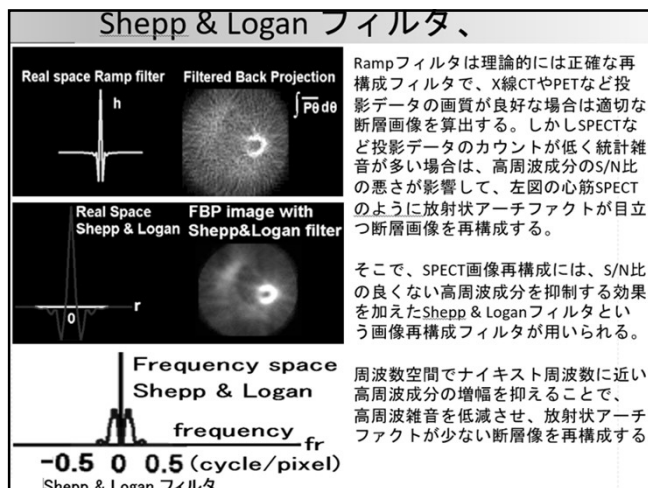 Shepp & Logan フィルタ、
Real space Ramp filter
h
Filtered Back Projection
∫Pθdθ
Real Space
Shepp & Logan
0
r
FBP image with
Shepp&Logan filter
Frequency space
Shepp & Logan
frequency
fr
-0.5 0 0.5 (cycle/pixel)
Shepp & Logan フィルタ
Rampフィルタは理論的には正確な再
構成フィルタで、X線CTやPETなど投
影データの画質が良好な場合は適切な
断層画像を算出する。しかしSPECTな
ど投影データのカウントが低く統計雑
音が多い場合は、高周波成分のS/N比
の悪さが影響して、左図の心筋SPECT
のように放射状アーチファクトが目立
つ断層画像を再構成する。
そこで、SPECT画像再構成には、S/N比
の良くない高周波成分を抑制する効果
を加えたShepp & Loganフィルタとい
う画像再構成フィルタが用いられる。
周波数空間でナイキスト周波数に近い
高周波成分の増幅を抑えることで、
高周波雑音を低減させ、放射状アーチ
ファクトが少ない断層像を再構成する